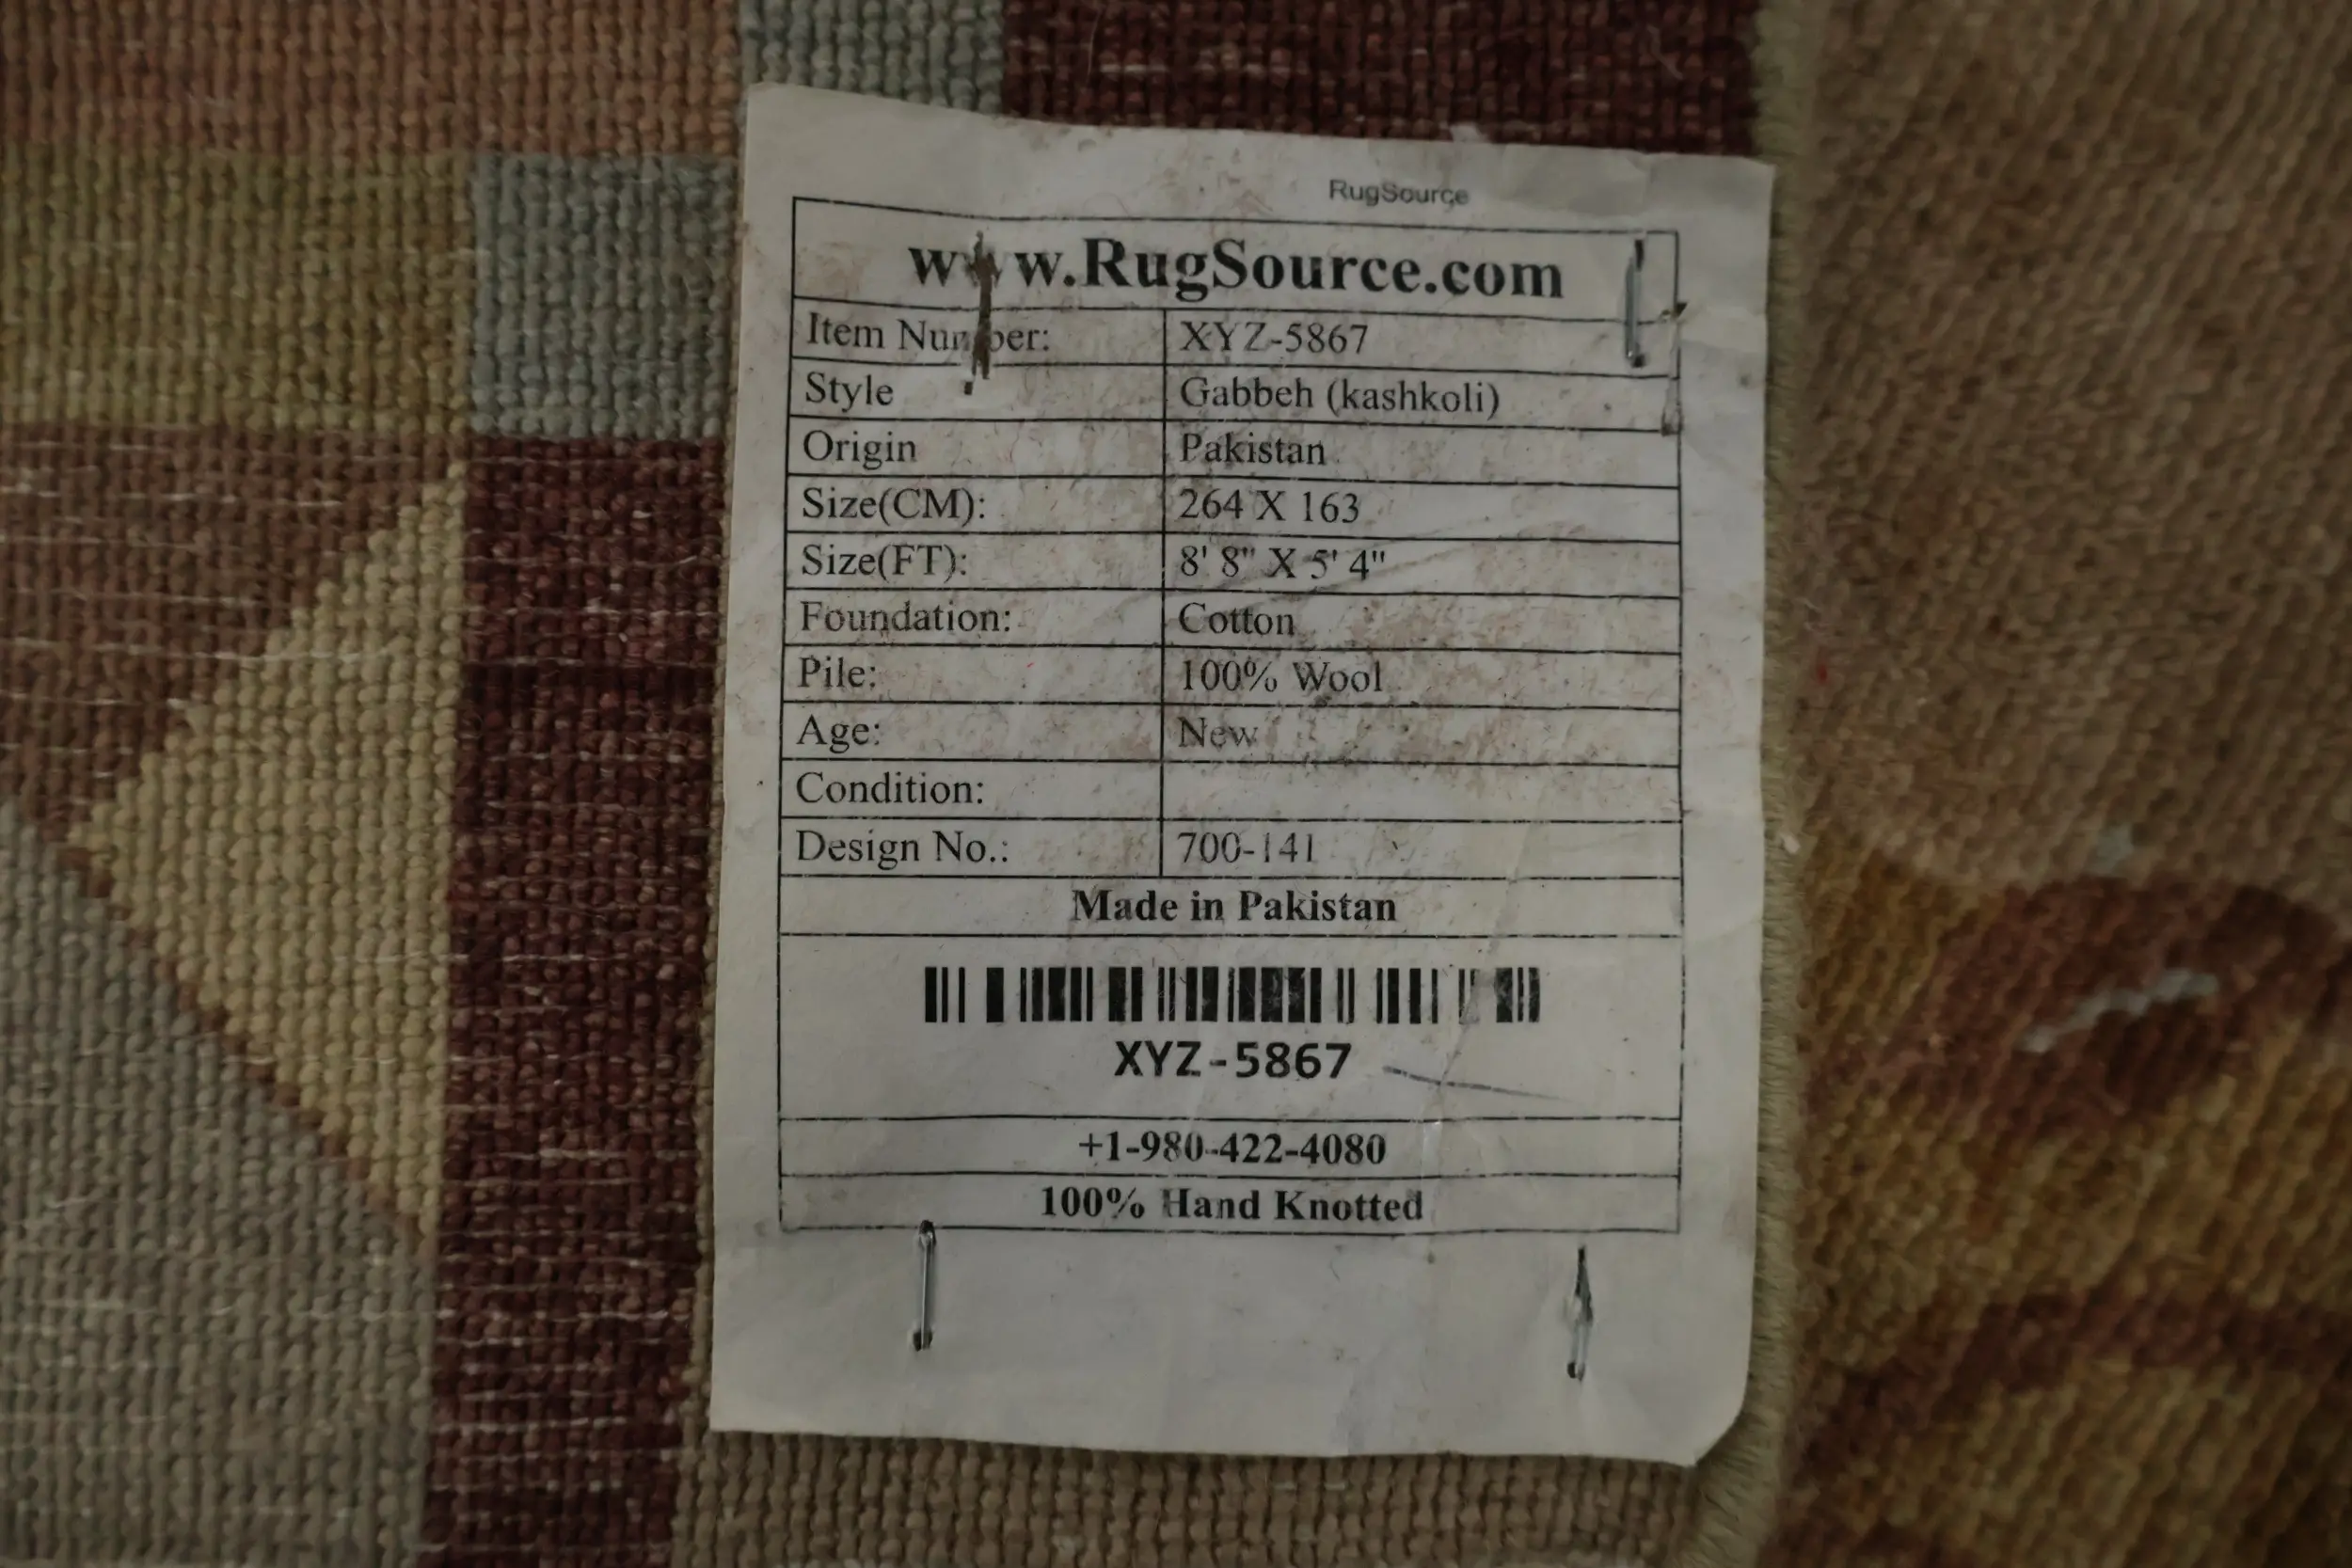 RugSource
www.RugSource.com
Item Number: XYZ-5867
Style Gabbeh (kashkoli)
Origin Pakistan
Size(CM): 264 X 163
Size(FT): 8' 8" X 5' 4"
Foundation: Cotton
Pile: 100% Wool
Age: New
Condition:
Design No.: 700-141
Made in Pakistan
XYZ-5867
+1-980-422-4080
100% Hand Knotted